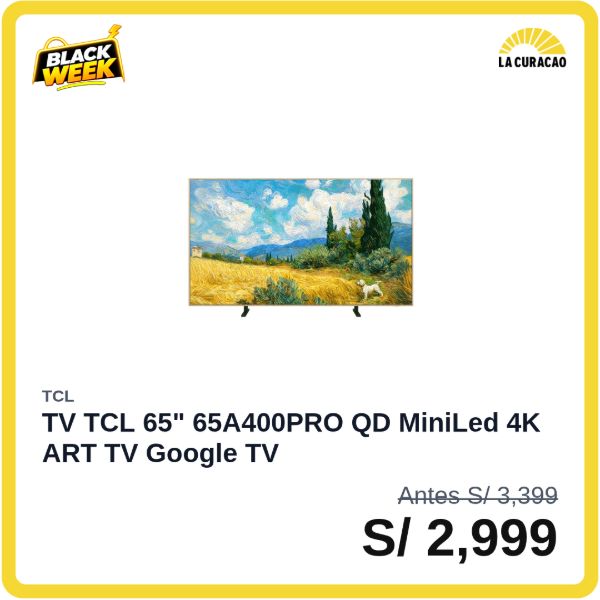 BLACK
WEEK
LA CURACAO
TCL
TV TCL 65" 65A400PRO QD MiniLed 4K
ART TV Google TV
Antes S/ 3,399
S/ 2,999